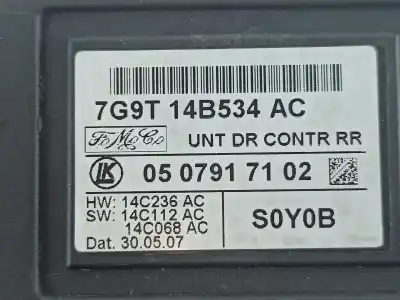 7G9T 14B534 AC
FoMoCo
UNT DR CONTR RR
LK
05 0791 71 02
HW: 14C236 AC
SW: 14C112 AC
14C068 AC
Dat. 30.05.07
S0Y0B